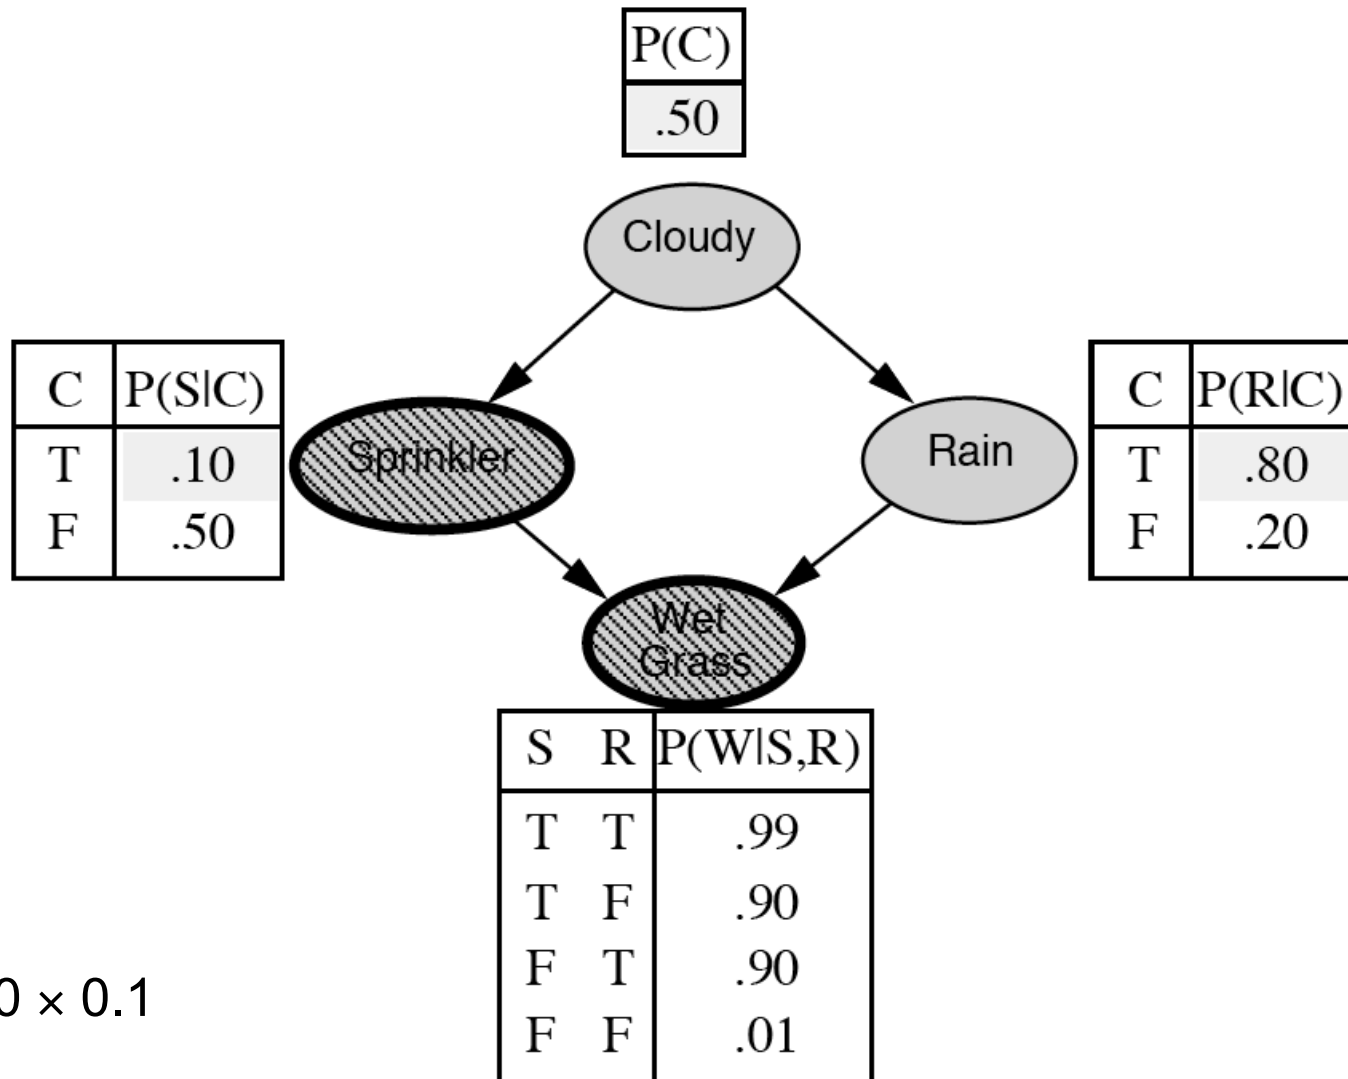 P(C)
.50
Cloudy
C P(S|C)
T .10
F .50
Sprinkler
Rain
C P(R|C)
T .80
F .20
Wet
Grass
S R P(W|S,R)
T T .99
T F .90
F T .90
F F .01
0 × 0.1